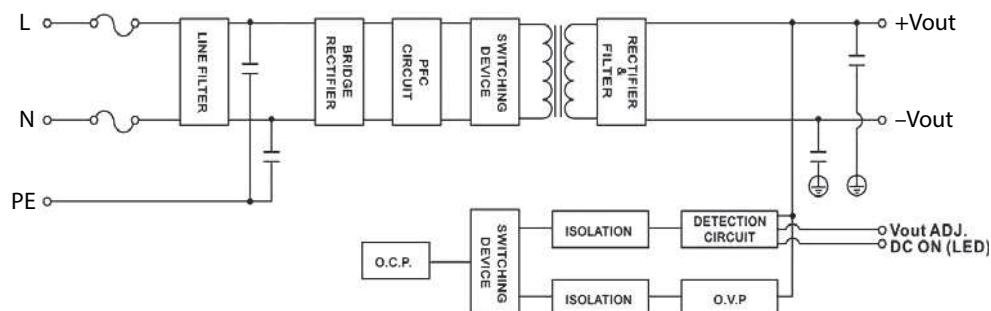 L
+Vout
LINE FILTER
BRIDGE
RECTIFIER
PFC
CIRCUIT
SWITCHING
DEVICE
RECTIFIER
&
FILTER
N
–Vout
PE
O.C.P.
SWITCHING
DEVICE
ISOLATION
DETECTION
CIRCUIT
Vout ADJ.
DC ON (LED)
ISOLATION
O.V.P